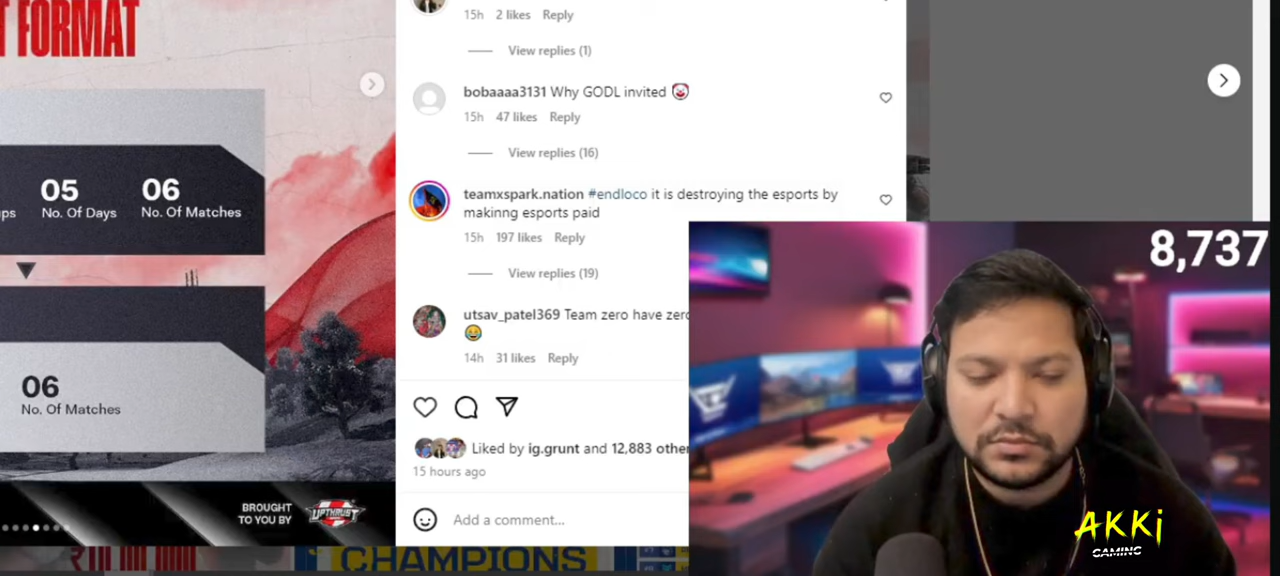 FORMAT
05
No. Of Days
06
No. Of Matches
06
No. Of Matches
BROUGHT
TO YOU BY
UPTHRUST
15h 2 likes Reply
View replies (1)
bobaaaa3131 Why GODL invited 🤡
15h 47 likes Reply
View replies (16)
teamxspark.nation #endloco it is destroying the esports by
makinng esports paid
15h 197 likes Reply
View replies (19)
utsav_patel369 Team zero have
😂
14h 31 likes Reply
Liked by ig.grunt and 12,883
15 hours ago
Add a comment...
CHAMPIONS
8,737
AKKi
GAMING